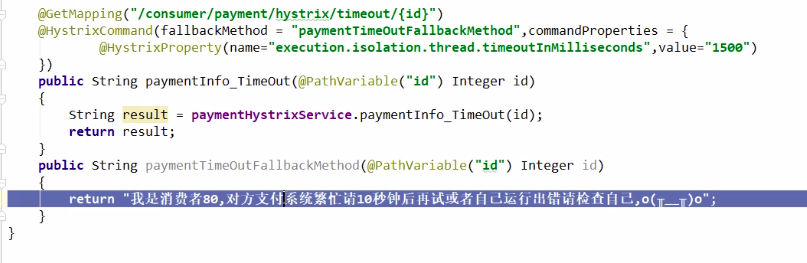 @GetMapping("/consumer/payment/hystrix/timeout/{id}")
@HystrixCommand(fallbackMethod = "paymentTimeOutFallbackMethod",commandProperties = {
        @HystrixProperty(name="execution.isolation.thread.timeoutInMilliseconds",value="1500")
})
public String paymentInfo_TimeOut(@PathVariable("id") Integer id)
{
    String result = paymentHystrixService.paymentInfo_TimeOut(id);
    return result;
}
public String paymentTimeOutFallbackMethod(@PathVariable("id") Integer id)
{
    return "我是消费者80,对方支付系统繁忙请10秒钟后再试或者自己运行出错请检查自己,o(╥﹏╥)o";
}
}